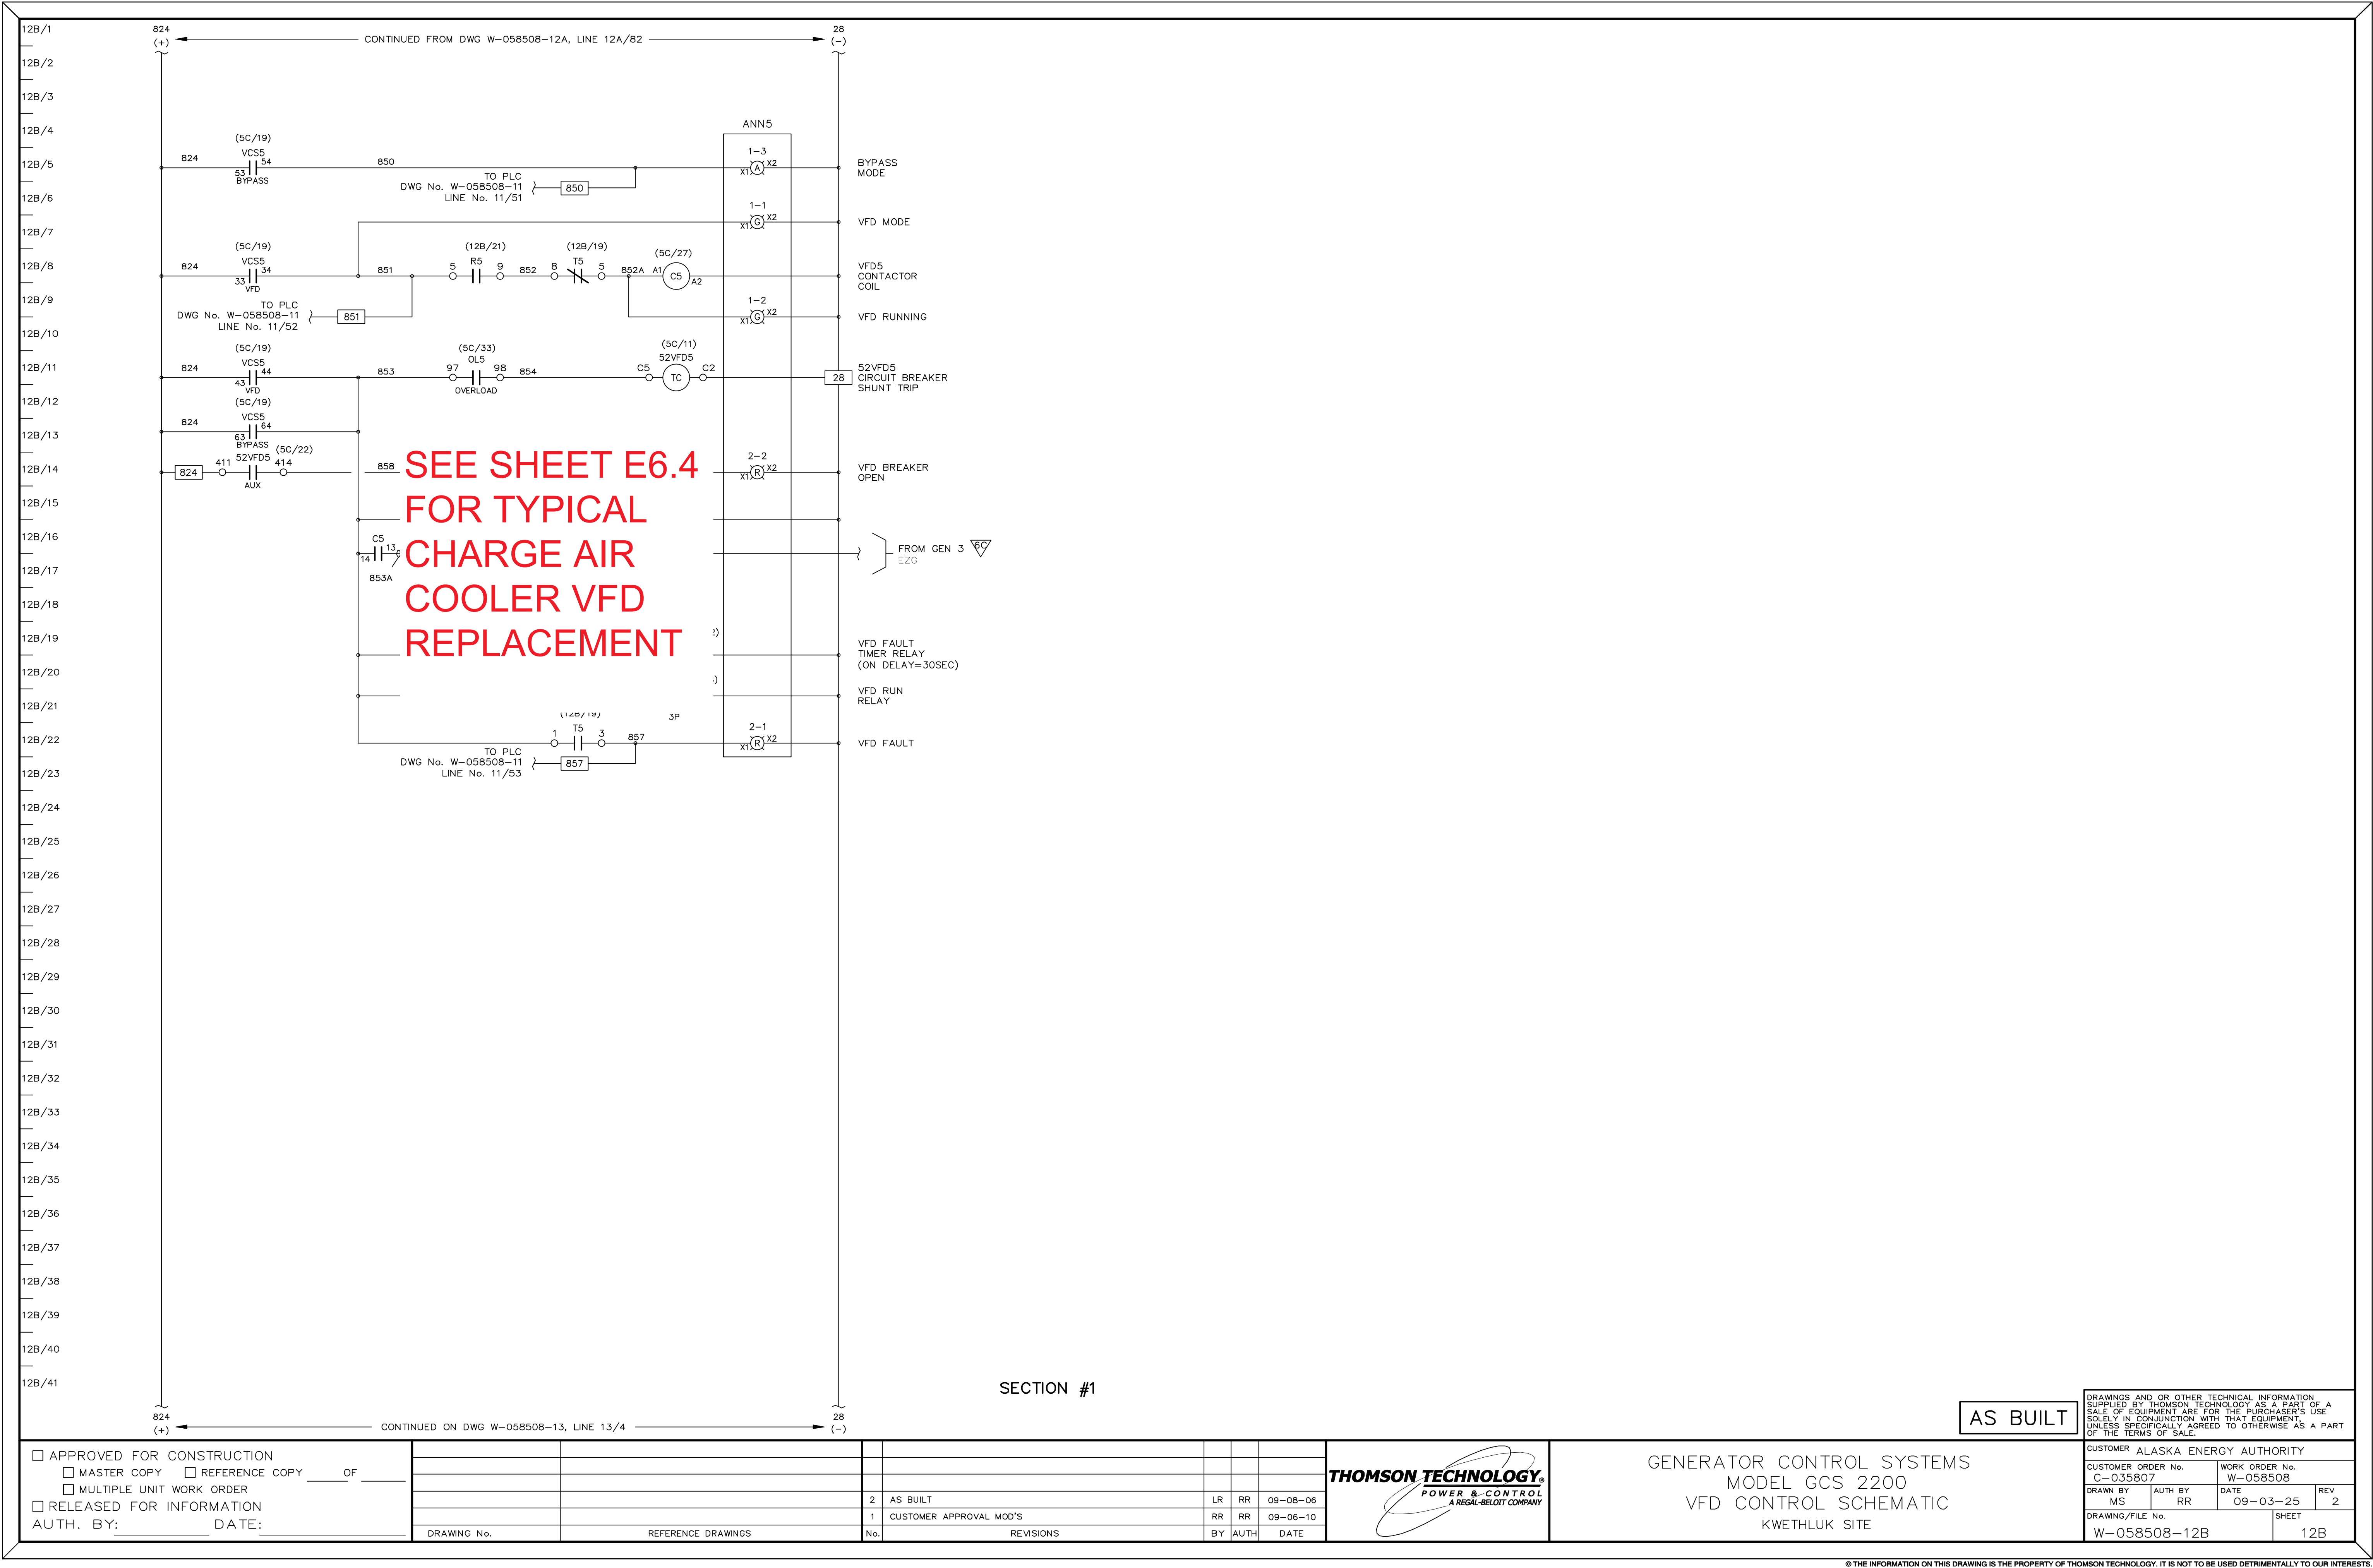 12B/1
12B/2
12B/3
12B/4
12B/5
12B/6
12B/7
12B/8
12B/9
12B/10
12B/11
12B/12
12B/13
12B/14
12B/15
12B/16
12B/17
12B/18
12B/19
12B/20
12B/21
12B/22
12B/23
12B/24
12B/25
12B/26
12B/27
12B/28
12B/29
12B/30
12B/31
12B/32
12B/33
12B/34
12B/35
12B/36
12B/37
12B/38
12B/39
12B/40
12B/41
824
(+)
CONTINUED FROM DWG W-058508-12A, LINE 12A/82
28
(-)
ANN5
(5C/19)
VCS5
824
53
54
BYPASS
850
1-3
X1
A
X2
BYPASS
MODE
TO PLC
DWG No. W-058508-11
LINE No. 11/51
850
1-1
X1
G
X2
VFD MODE
(5C/19)
VCS5
824
33
34
VFD
851
(12B/21)
R5
5
9
852
(12B/19)
T5
8
5
852A
(5C/27)
A1
C5
A2
VFD5
CONTACTOR
COIL
TO PLC
DWG No. W-058508-11
LINE No. 11/52
851
1-2
X1
G
X2
VFD RUNNING
(5C/19)
VCS5
824
43
44
VFD
853
(5C/33)
OL5
97
98
OVERLOAD
854
(5C/11)
52VFD5
C5
TC
C2
28
52VFD5
CIRCUIT BREAKER
SHUNT TRIP
(5C/19)
VCS5
824
63
64
BYPASS
824
411
52VFD5
414
(5C/22)
AUX
858
2-2
X1
R
X2
VFD BREAKER
OPEN
SEE SHEET E6.4
FOR TYPICAL
CHARGE AIR
COOLER VFD
REPLACEMENT
C5
14
13
853A
FROM GEN 3
6C
EZG
VFD FAULT
TIMER RELAY
(ON DELAY=30SEC)
VFD RUN
RELAY
(12B/19)
3P
T5
1
3
857
2-1
X1
R
X2
VFD FAULT
TO PLC
DWG No. W-058508-11
LINE No. 11/53
857
SECTION #1
824
(+)
CONTINUED ON DWG W-058508-13, LINE 13/4
28
(-)
AS BUILT
DRAWINGS AND OR OTHER TECHNICAL INFORMATION
SUPPLIED BY THOMSON TECHNOLOGY AS A PART OF A
SALE OF EQUIPMENT ARE FOR THE PURCHASER'S USE
SOLELY IN CONJUNCTION WITH THAT EQUIPMENT,
UNLESS SPECIFICALLY AGREED TO OTHERWISE AS A PART
OF THE TERMS OF SALE.
APPROVED FOR CONSTRUCTION
MASTER COPY REFERENCE COPY OF
MULTIPLE UNIT WORK ORDER
RELEASED FOR INFORMATION
AUTH. BY: DATE:
DRAWING No. REFERENCE DRAWINGS
2 AS BUILT LR RR 09-08-06
1 CUSTOMER APPROVAL MOD'S RR RR 09-06-10
No. REVISIONS BY AUTH DATE
THOMSON TECHNOLOGY®
POWER & CONTROL
A REGAL-BELOIT COMPANY
GENERATOR CONTROL SYSTEMS
MODEL GCS 2200
VFD CONTROL SCHEMATIC
KWETHLUK SITE
CUSTOMER ALASKA ENERGY AUTHORITY
CUSTOMER ORDER No. WORK ORDER No.
C-035807 W-058508
DRAWN BY AUTH BY DATE REV
MS RR 09-03-25 2
DRAWING/FILE No. SHEET
W-058508-12B 12B
© THE INFORMATION ON THIS DRAWING IS THE PROPERTY OF THOMSON TECHNOLOGY. IT IS NOT TO BE USED DETRIMENTALLY TO OUR INTERESTS.